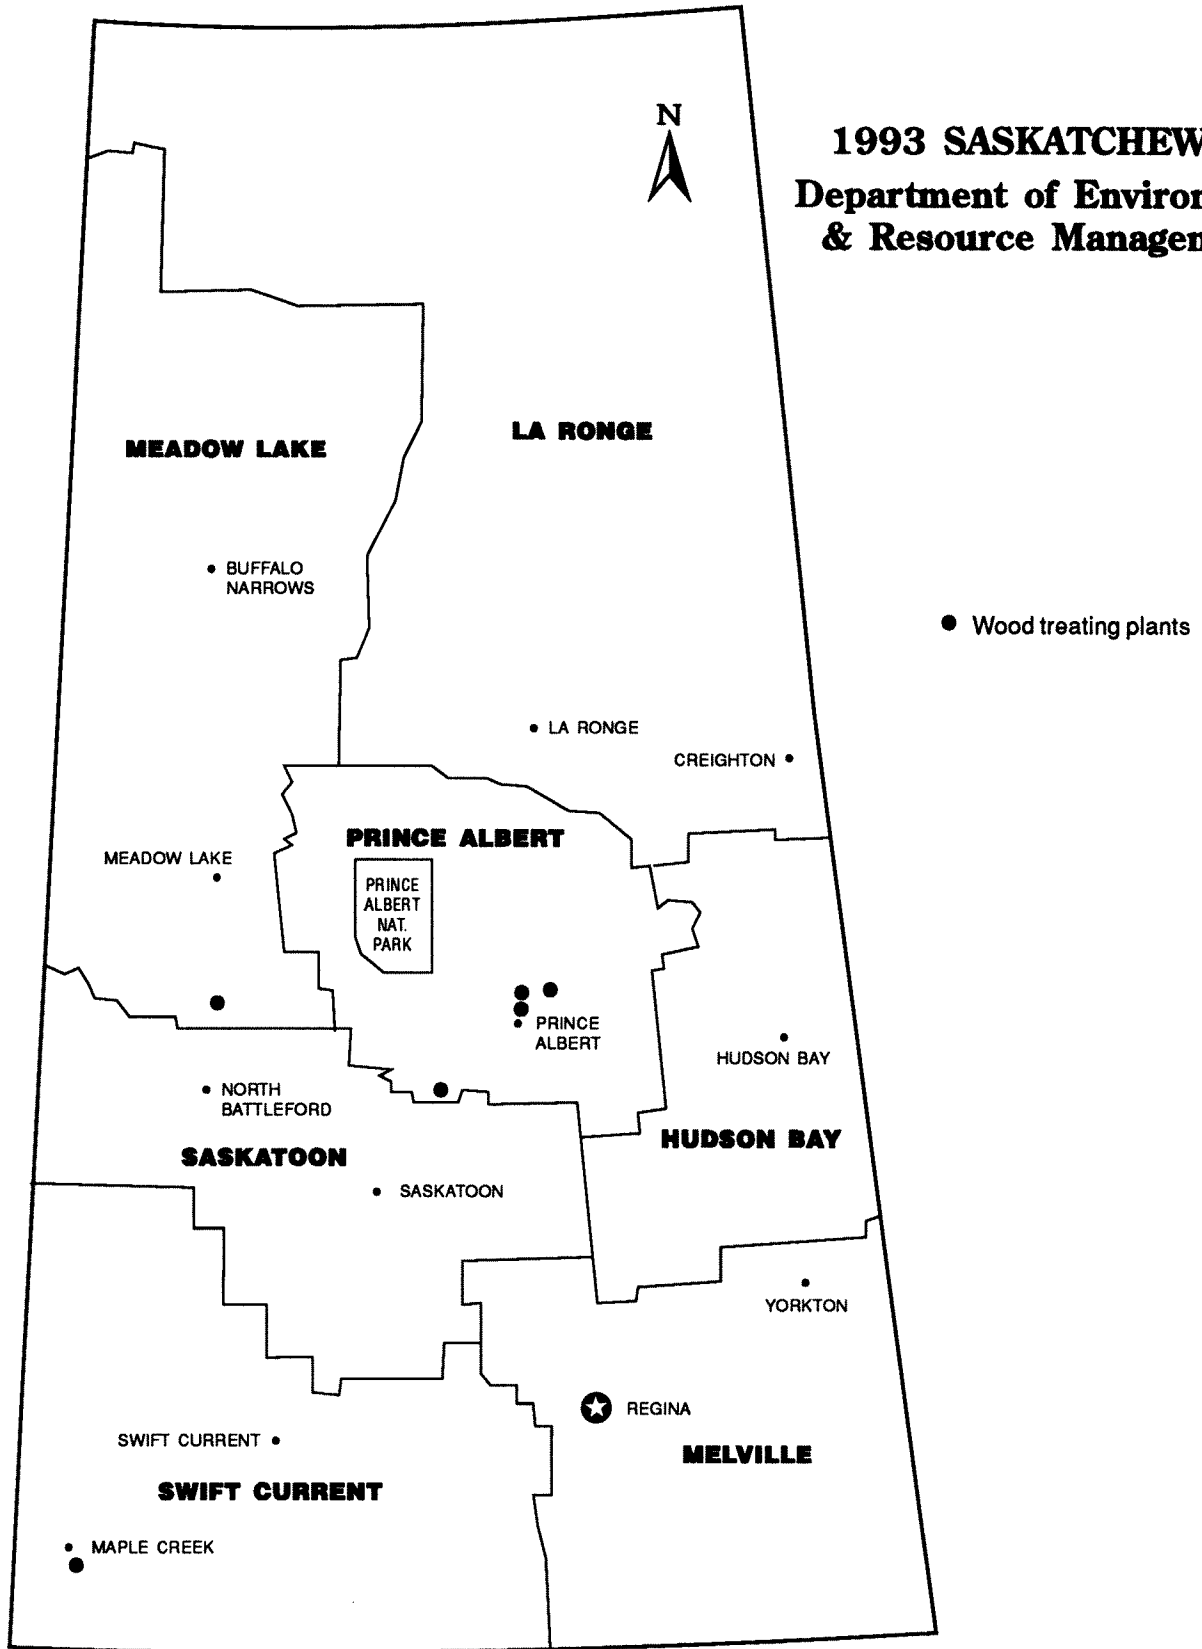 N
1993 SASKATCHEW
Department of Environ
& Resource Managem
MEADOW LAKE
LA RONGE
BUFFALO
NARROWS
Wood treating plants
LA RONGE
CREIGHTON
PRINCE ALBERT
MEADOW LAKE
PRINCE
ALBERT
NAT.
PARK
PRINCE
ALBERT
HUDSON BAY
NORTH
BATTLEFORD
HUDSON BAY
SASKATOON
SASKATOON
YORKTON
REGINA
SWIFT CURRENT
MELVILLE
SWIFT CURRENT
MAPLE CREEK